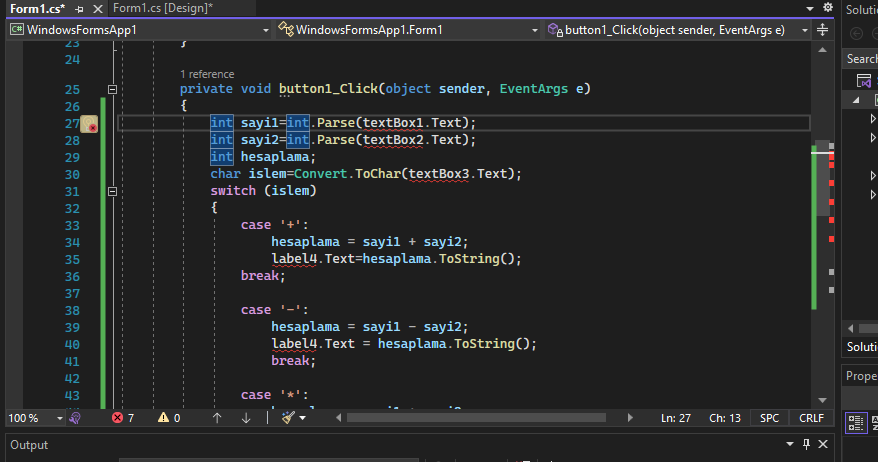 Form1.cs*
Form1.cs [Design]*
Solutio
WindowsFormsApp1
WindowsFormsApp1.Form1
button1_Click(object sender, EventArgs e)
Search
23 }
24
1 reference
25 private void button1_Click(object sender, EventArgs e)
26 {
27 int sayi1=int.Parse(textBox1.Text);
28 int sayi2=int.Parse(textBox2.Text);
29 int hesaplama;
30 char islem=Convert.ToChar(textBox3.Text);
31 switch (islem)
32 {
33 case '+':
34 hesaplama = sayi1 + sayi2;
35 label4.Text=hesaplama.ToString();
36 break;
37
38 case '-':
39 hesaplama = sayi1 - sayi2;
40 label4.Text = hesaplama.ToString();
41 break;
42
43 case '*':
Solutio
Prope
100 %
7
0
Ln: 27
Ch: 13
SPC
CRLF
Output